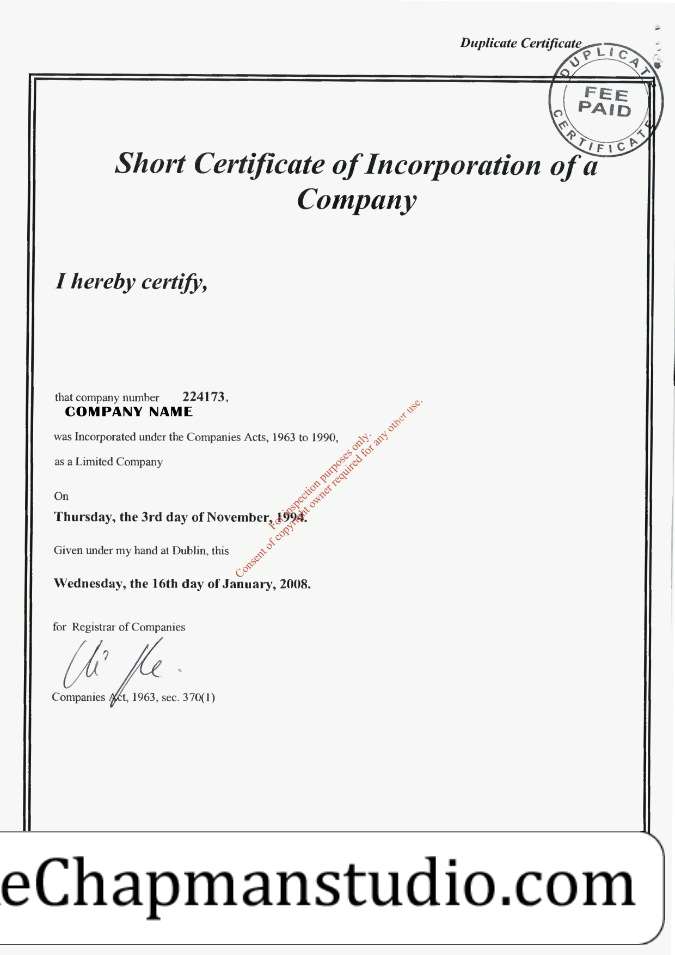 Duplicate Certificate
DUPLICATE
FEE
PAID
CERTIFICATE
Short Certificate of Incorporation of a
Company
I hereby certify,
that company number 224173,
COMPANY NAME
was Incorporated under the Companies Acts, 1963 to 1990,
as a Limited Company
On
Thursday, the 3rd day of November, 1994.
Given under my hand at Dublin, this
Wednesday, the 16th day of January, 2008.
For inspection purposes only.
Consent of copyright owner required for any other use.
for Registrar of Companies
Companies Act, 1963, sec. 370(1)
eChapmanstudio.com